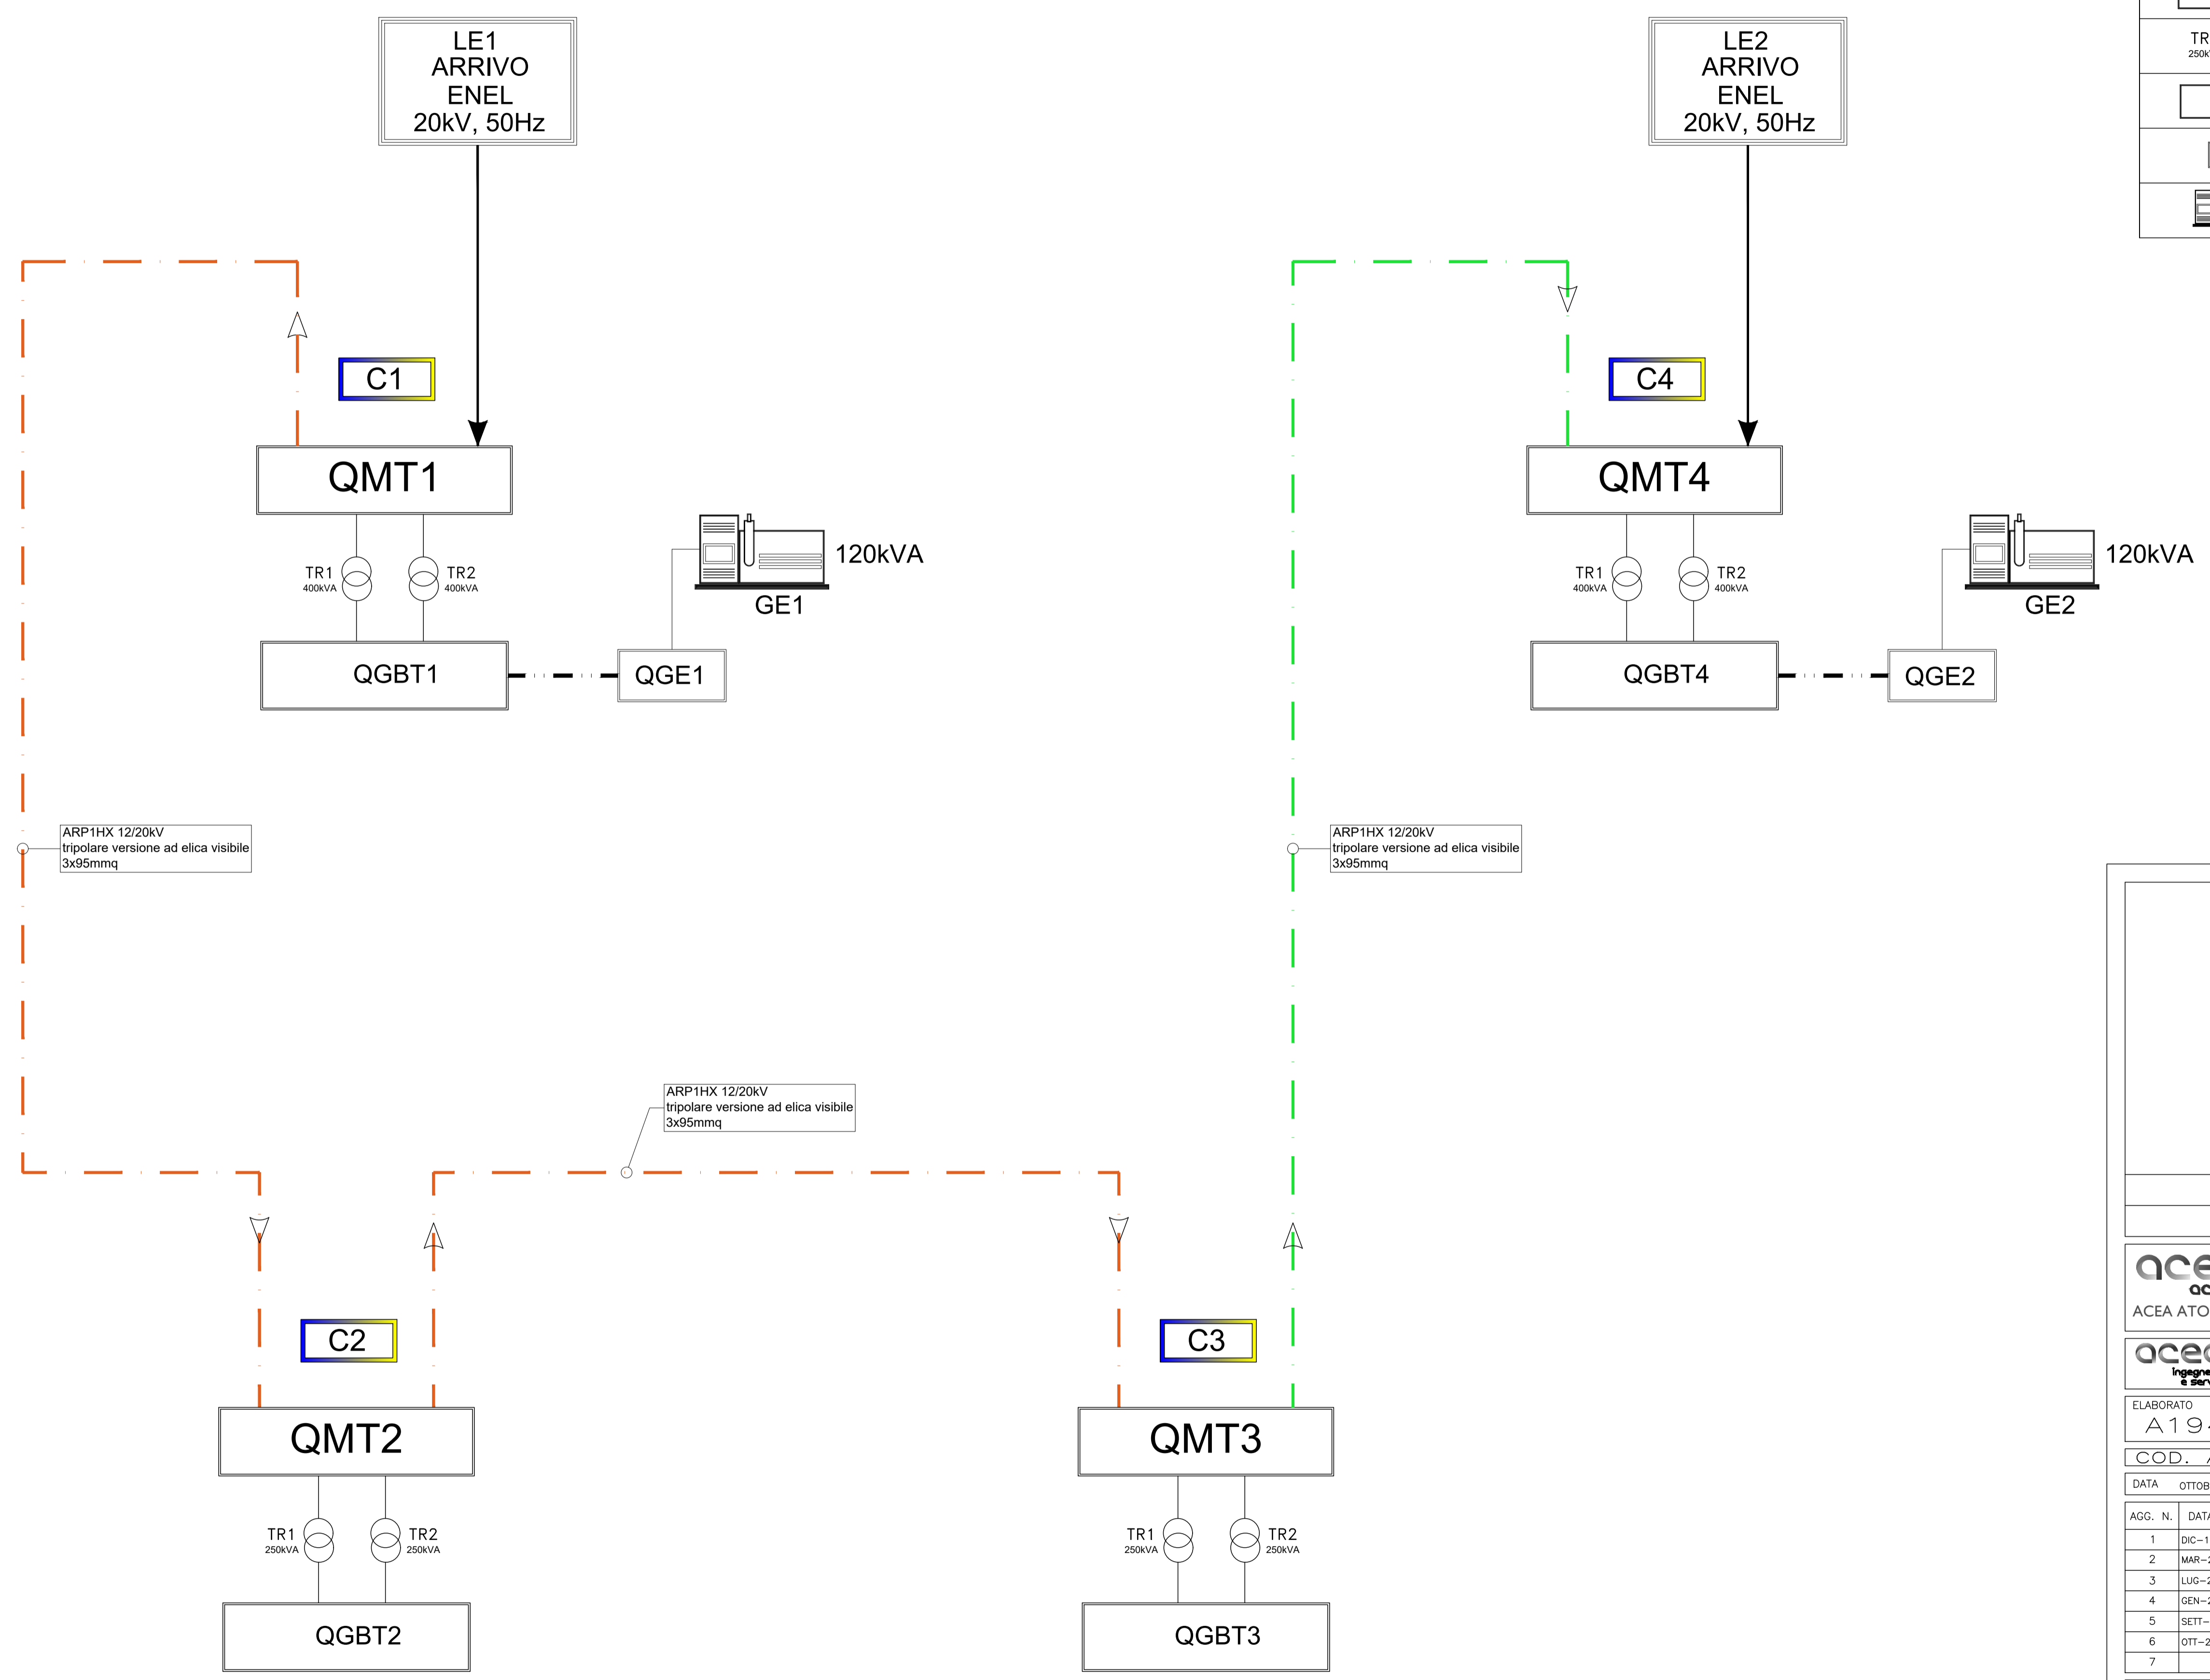 LE1
ARRIVO
ENEL
20kV, 50Hz
LE2
ARRIVO
ENEL
20kV, 50Hz
C1
QMT1
TR1
400kVA
TR2
400kVA
QGBT1
QGE1
120kVA
GE1
C4
QMT4
TR1
400kVA
TR2
400kVA
QGBT4
QGE2
120kVA
GE2
ARP1HX 12/20kV
tripolare versione ad elica visibile
3x95mmq
ARP1HX 12/20kV
tripolare versione ad elica visibile
3x95mmq
ARP1HX 12/20kV
tripolare versione ad elica visibile
3x95mmq
C2
QMT2
TR1
250kVA
TR2
250kVA
QGBT2
C3
QMT3
TR1
250kVA
TR2
250kVA
QGBT3
TR
ACEA ATO
ELABORATO
COD.
DATA
AGG. N.
1
2
3
4
5
6
7